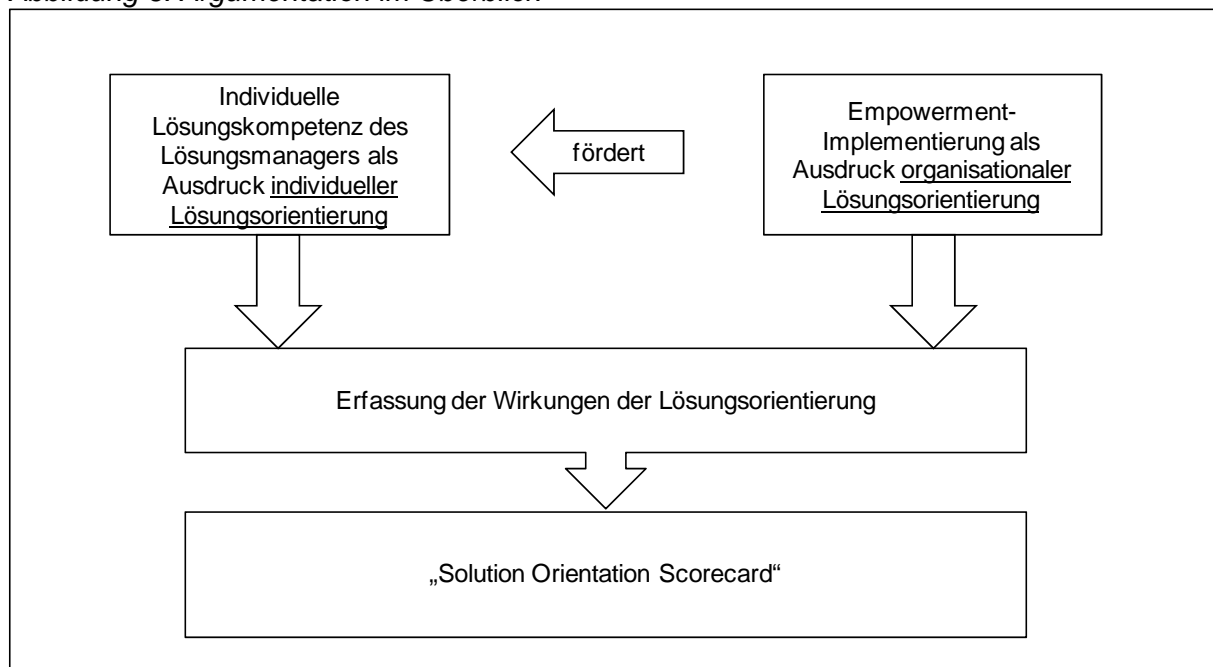 Individuelle
Lösungskompetenz des
Lösungsmanagers als
Ausdruck individueller
Lösungsorientierung
fördert
Empowerment-
Implementierung als
Ausdruck organisationaler
Lösungsorientierung
Erfassung der Wirkungen der Lösungsorientierung
„Solution Orientation Scorecard“